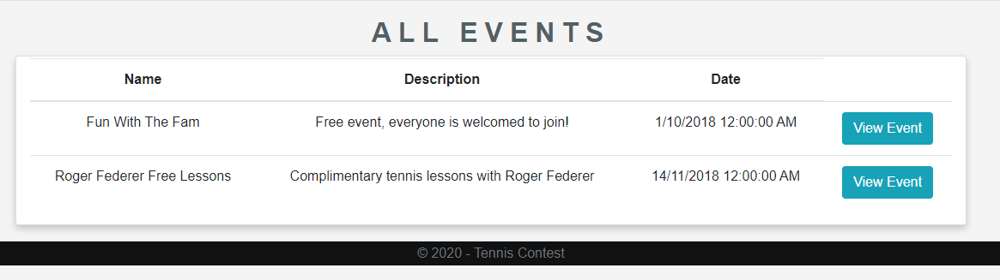 ALL EVENTS
Name Description Date
Fun With The Fam Free event, everyone is welcomed to join! 1/10/2018 12:00:00 AM View Event
Roger Federer Free Lessons Complimentary tennis lessons with Roger Federer 14/11/2018 12:00:00 AM View Event
© 2020 - Tennis Contest